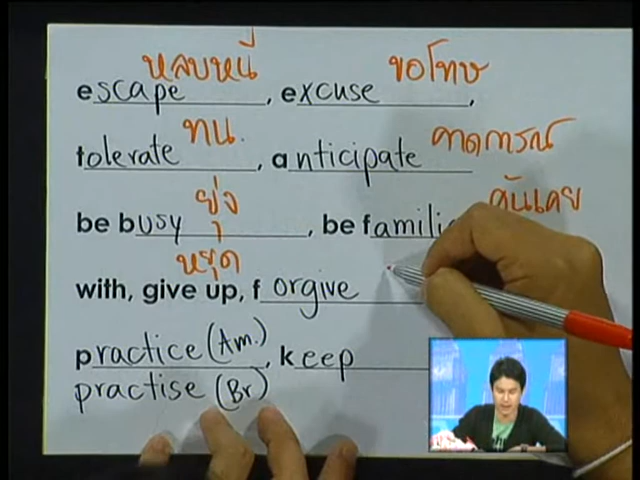 หลบหนี ขอโทษ
escape, excuse,
ทน คาดการณ์
tolerate, anticipate
ยุ่ง คุ้นเคย
be busy, be famili
หยุด
with, give up, forgive
practice (Am.), keep
practise (Br)